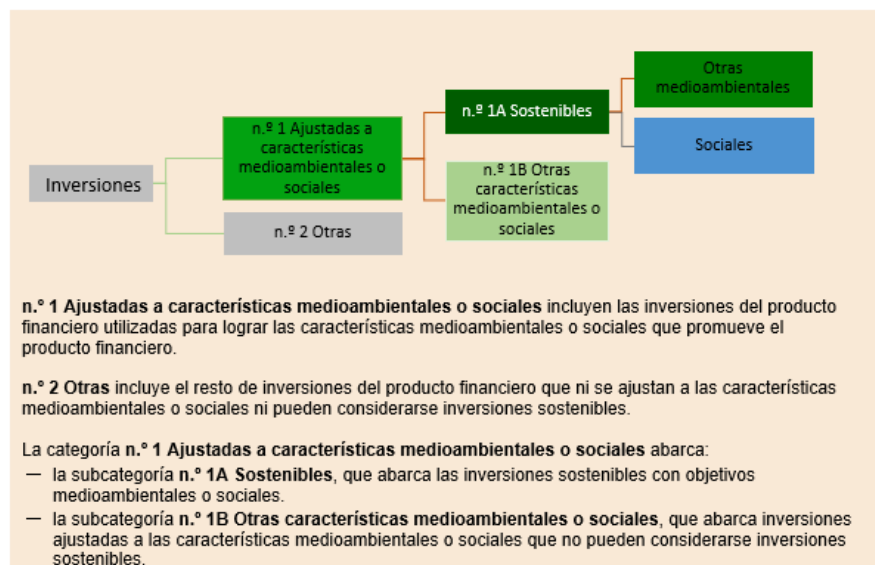 Otras
medioambientales
n.º 1A Sostenibles
n.º 1 Ajustadas a
características
medioambientales o
sociales
Sociales
Inversiones
n.º 1B Otras
características
medioambientales o
sociales
n.º 2 Otras
n.º 1 Ajustadas a características medioambientales o sociales incluyen las inversiones del producto
financiero utilizadas para lograr las características medioambientales o sociales que promueve el
producto financiero.
n.º 2 Otras incluye el resto de inversiones del producto financiero que ni se ajustan a las características
medioambientales o sociales ni pueden considerarse inversiones sostenibles.
La categoría n.º 1 Ajustadas a características medioambientales o sociales abarca:
— la subcategoría n.º 1A Sostenibles, que abarca las inversiones sostenibles con objetivos
medioambientales o sociales.
— la subcategoría n.º 1B Otras características medioambientales o sociales, que abarca inversiones
ajustadas a las características medioambientales o sociales que no pueden considerarse inversiones
sostenibles.